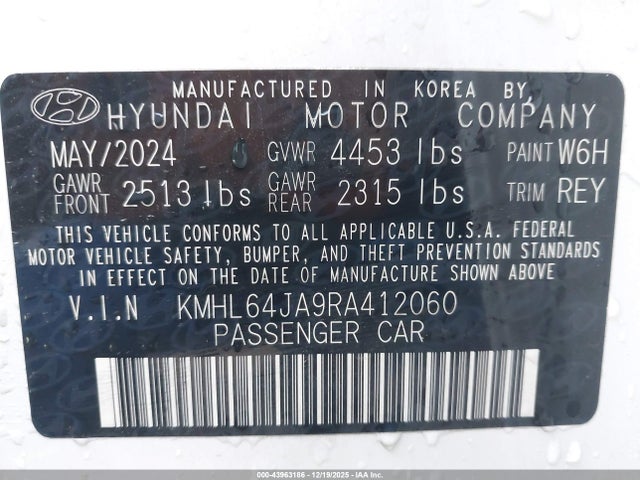 MANUFACTURED IN KOREA BY,
HYUNDAI MOTOR COMPANY
MAY/2024 GVWR 4453 lbs PAINT W6H
GAWR FRONT 2513 lbs GAWR REAR 2315 lbs TRIM REY
THIS VEHICLE CONFORMS TO ALL APPLICABLE U.S.A. FEDERAL
MOTOR VEHICLE SAFETY, BUMPER, AND THEFT PREVENTION STANDARDS
IN EFFECT ON THE DATE OF MANUFACTURE SHOWN ABOVE
V.I.N KMHL64JA9RA412060
PASSENGER CAR
000-43963186 - 12/19/2025 - IAA Inc.